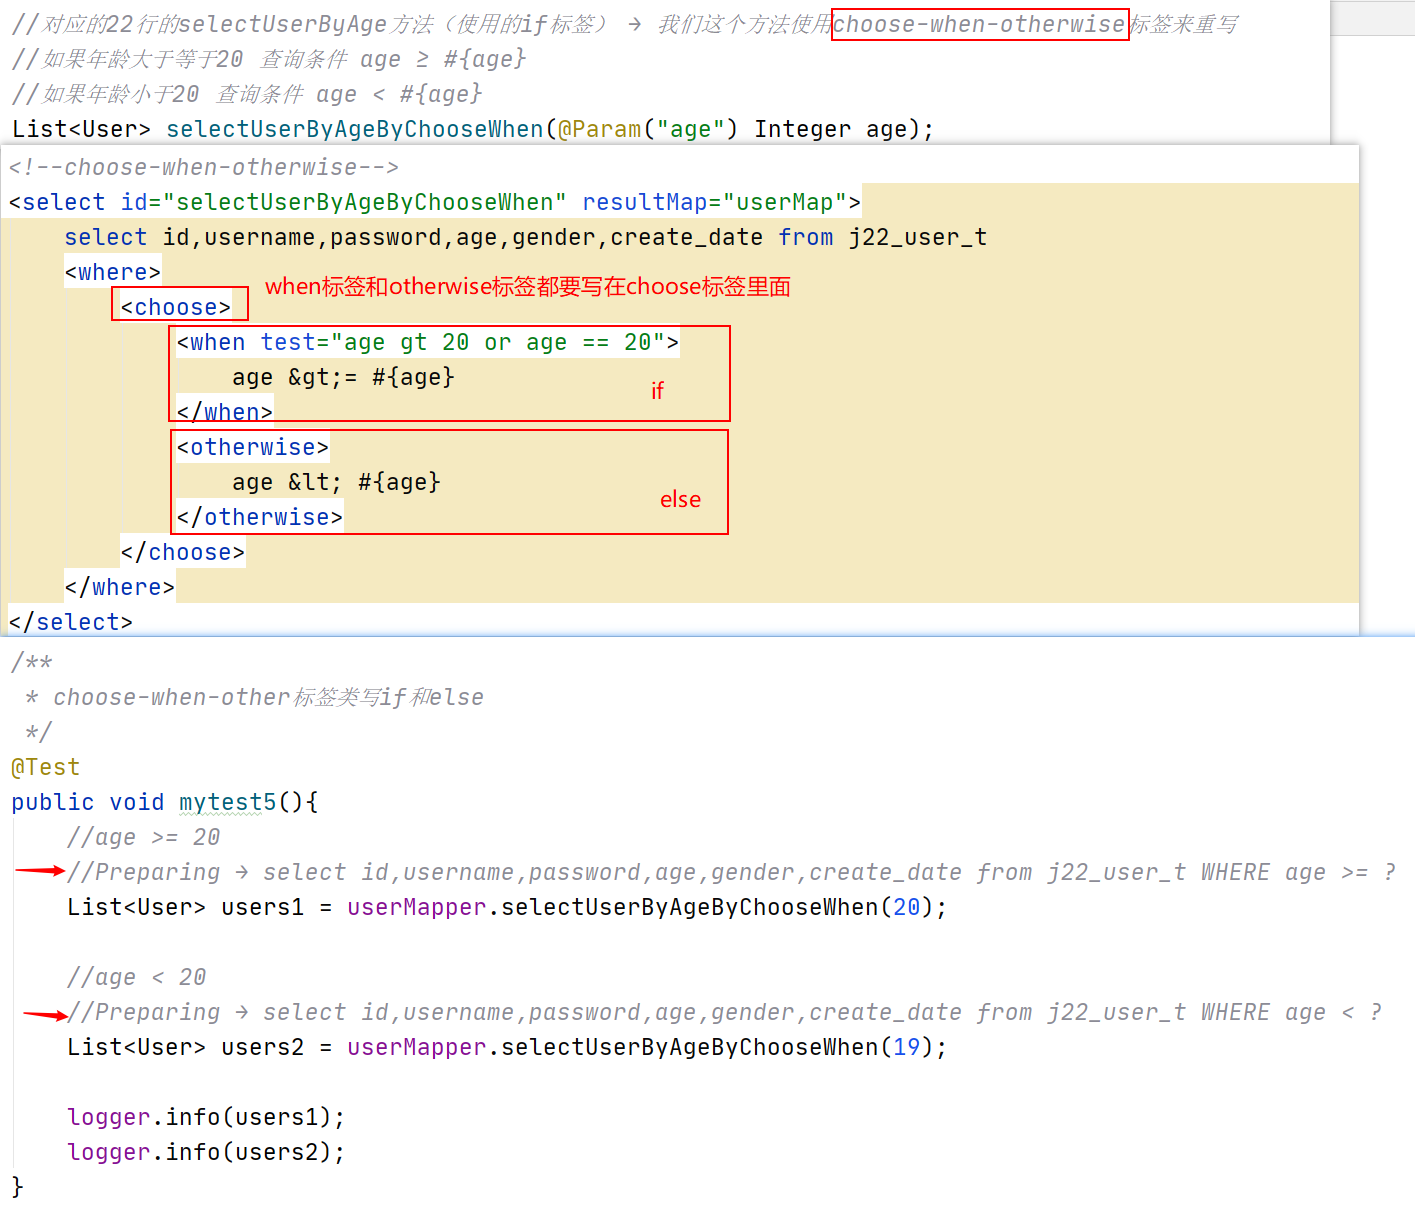 //对应的22行的selectUserByAge方法（使用的if标签） → 我们这个方法使用choose-when-otherwise标签来重写
//如果年龄大于等于20 查询条件 age ≥ #{age}
//如果年龄小于20 查询条件 age < #{age}
List<User> selectUserByAgeByChooseWhen(@Param("age") Integer age);
<!--choose-when-otherwise-->
<select id="selectUserByAgeByChooseWhen" resultMap="userMap">
select id,username,password,age,gender,create_date from j22_user_t
<where>
when标签和otherwise标签都要写在choose标签里面
<choose>
<when test="age gt 20 or age == 20">
age &gt;= #{age}
if
</when>
<otherwise>
age &lt; #{age}
else
</otherwise>
</choose>
</where>
</select>
/**
* choose-when-other标签类写if和else
*/
@Test
public void mytest5(){
//age >= 20
//Preparing → select id,username,password,age,gender,create_date from j22_user_t WHERE age >= ?
List<User> users1 = userMapper.selectUserByAgeByChooseWhen(20);
//age < 20
//Preparing → select id,username,password,age,gender,create_date from j22_user_t WHERE age < ?
List<User> users2 = userMapper.selectUserByAgeByChooseWhen(19);
logger.info(users1);
logger.info(users2);
}